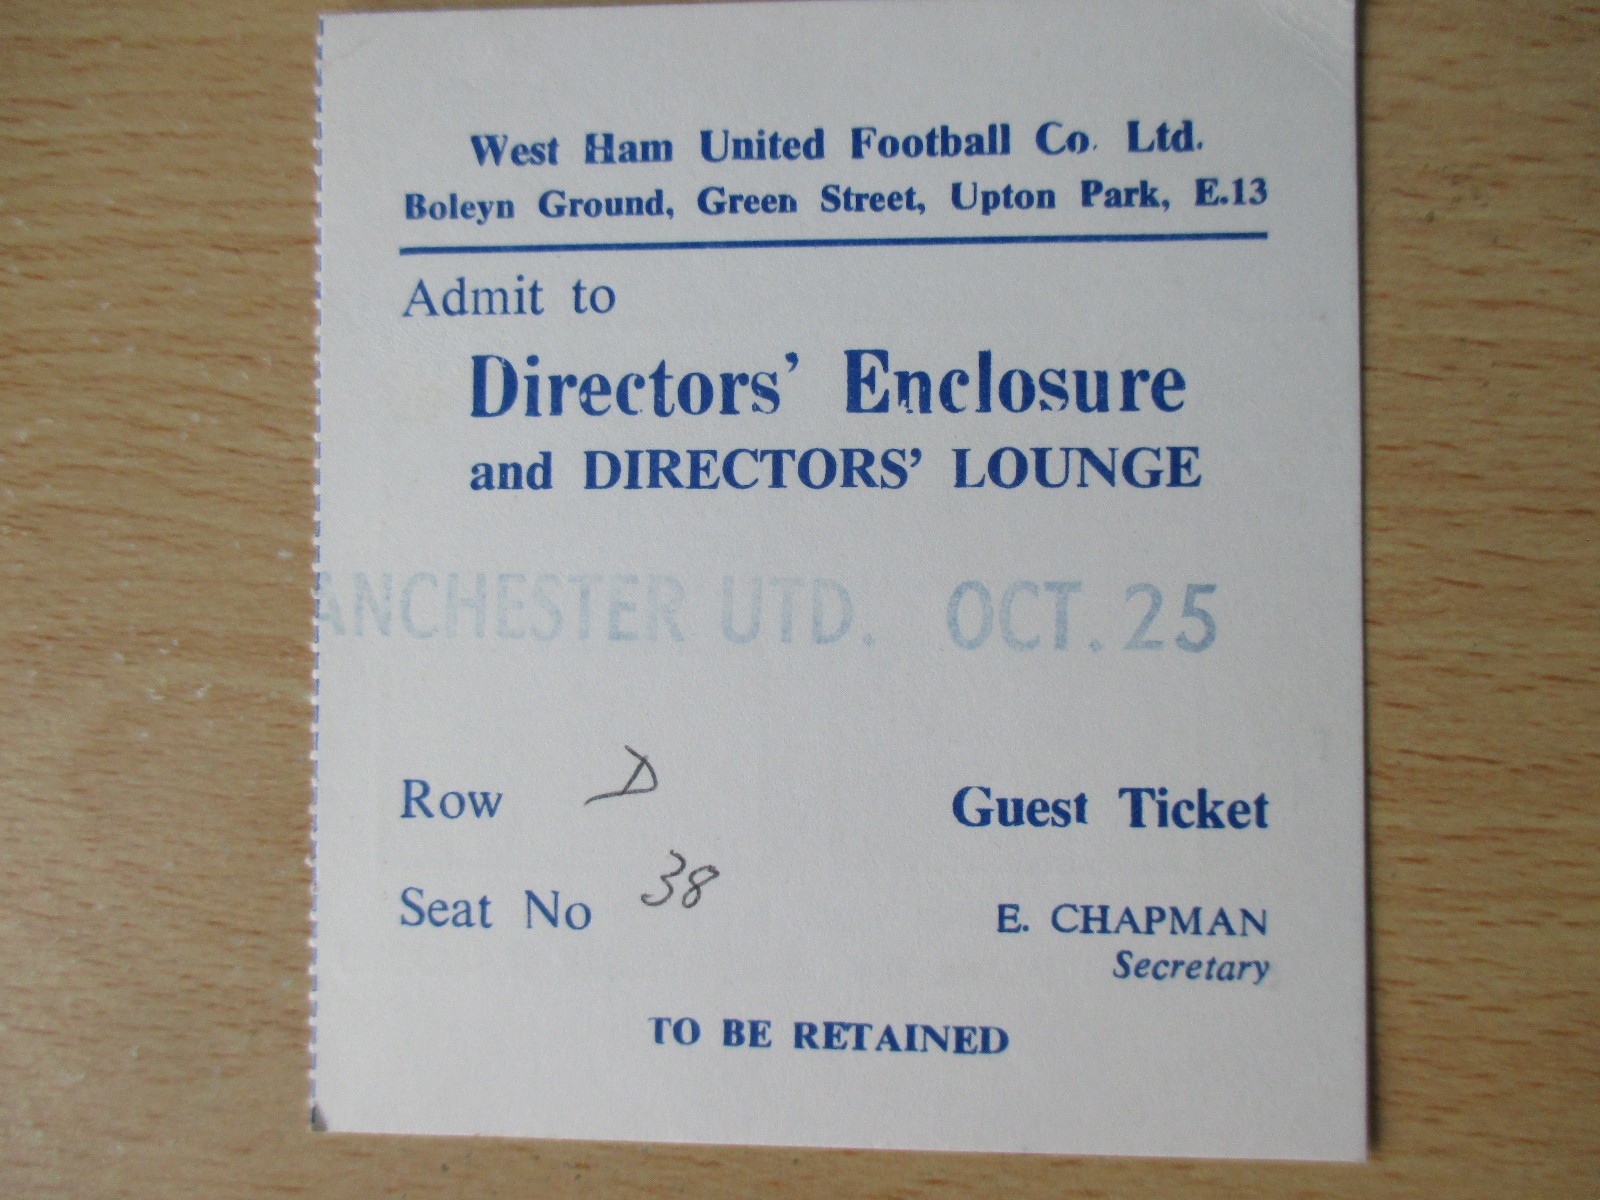 West Ham United Football Co. Ltd.
Boleyn Ground, Green Street, Upton Park, E.13
Admit to
Directors' Enclosure
and DIRECTORS' LOUNGE
ANCHESTER UTD. OCT. 25
Row D
Guest Ticket
Seat No 38
E. CHAPMAN
Secretary
TO BE RETAINED